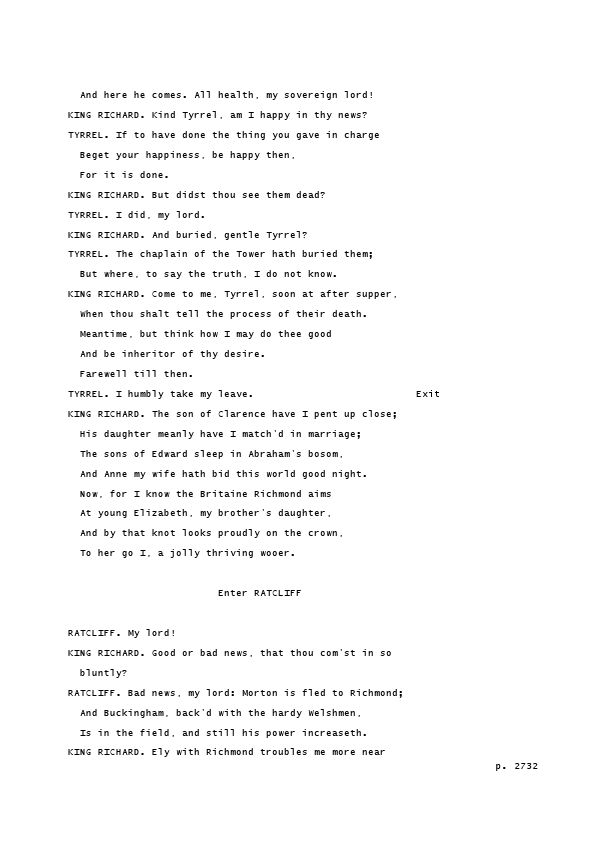 And here he comes. All health, my sovereign lord!
KING RICHARD. Kind Tyrrel, am I happy in thy news?
TYRREL. If to have done the thing you gave in charge
Beget your happiness, be happy then,
For it is done.
KING RICHARD. But didst thou see them dead?
TYRREL. I did, my lord.
KING RICHARD. And buried, gentle Tyrrel?
TYRREL. The chaplain of the Tower hath buried them;
But where, to say the truth, I do not know.
KING RICHARD. Come to me, Tyrrel, soon at after supper,
When thou shalt tell the process of their death.
Meantime, but think how I may do thee good
And be inheritor of thy desire.
Farewell till then.
TYRREL. I humbly take my leave. Exit
KING RICHARD. The son of Clarence have I pent up close;
His daughter meanly have I match'd in marriage;
The sons of Edward sleep in Abraham's bosom,
And Anne my wife hath bid this world good night.
Now, for I know the Britaine Richmond aims
At young Elizabeth, my brother's daughter,
And by that knot looks proudly on the crown,
To her go I, a jolly thriving wooer.
Enter RATCLIFF
RATCLIFF. My lord!
KING RICHARD. Good or bad news, that thou com'st in so
bluntly?
RATCLIFF. Bad news, my lord: Morton is fled to Richmond;
And Buckingham, back'd with the hardy Welshmen,
Is in the field, and still his power increaseth.
KING RICHARD. Ely with Richmond troubles me more near
p. 2732